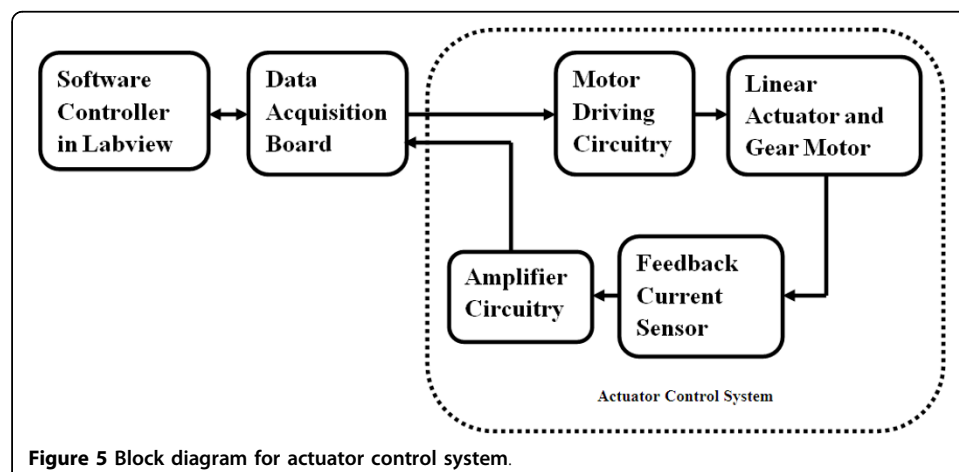 Software
Controller
in Labview
Data
Acquisition
Board
Motor
Driving
Circuitry
Linear
Actuator and
Gear Motor
Amplifier
Circuitry
Feedback
Current
Sensor
Actuator Control System
Figure 5 Block diagram for actuator control system.